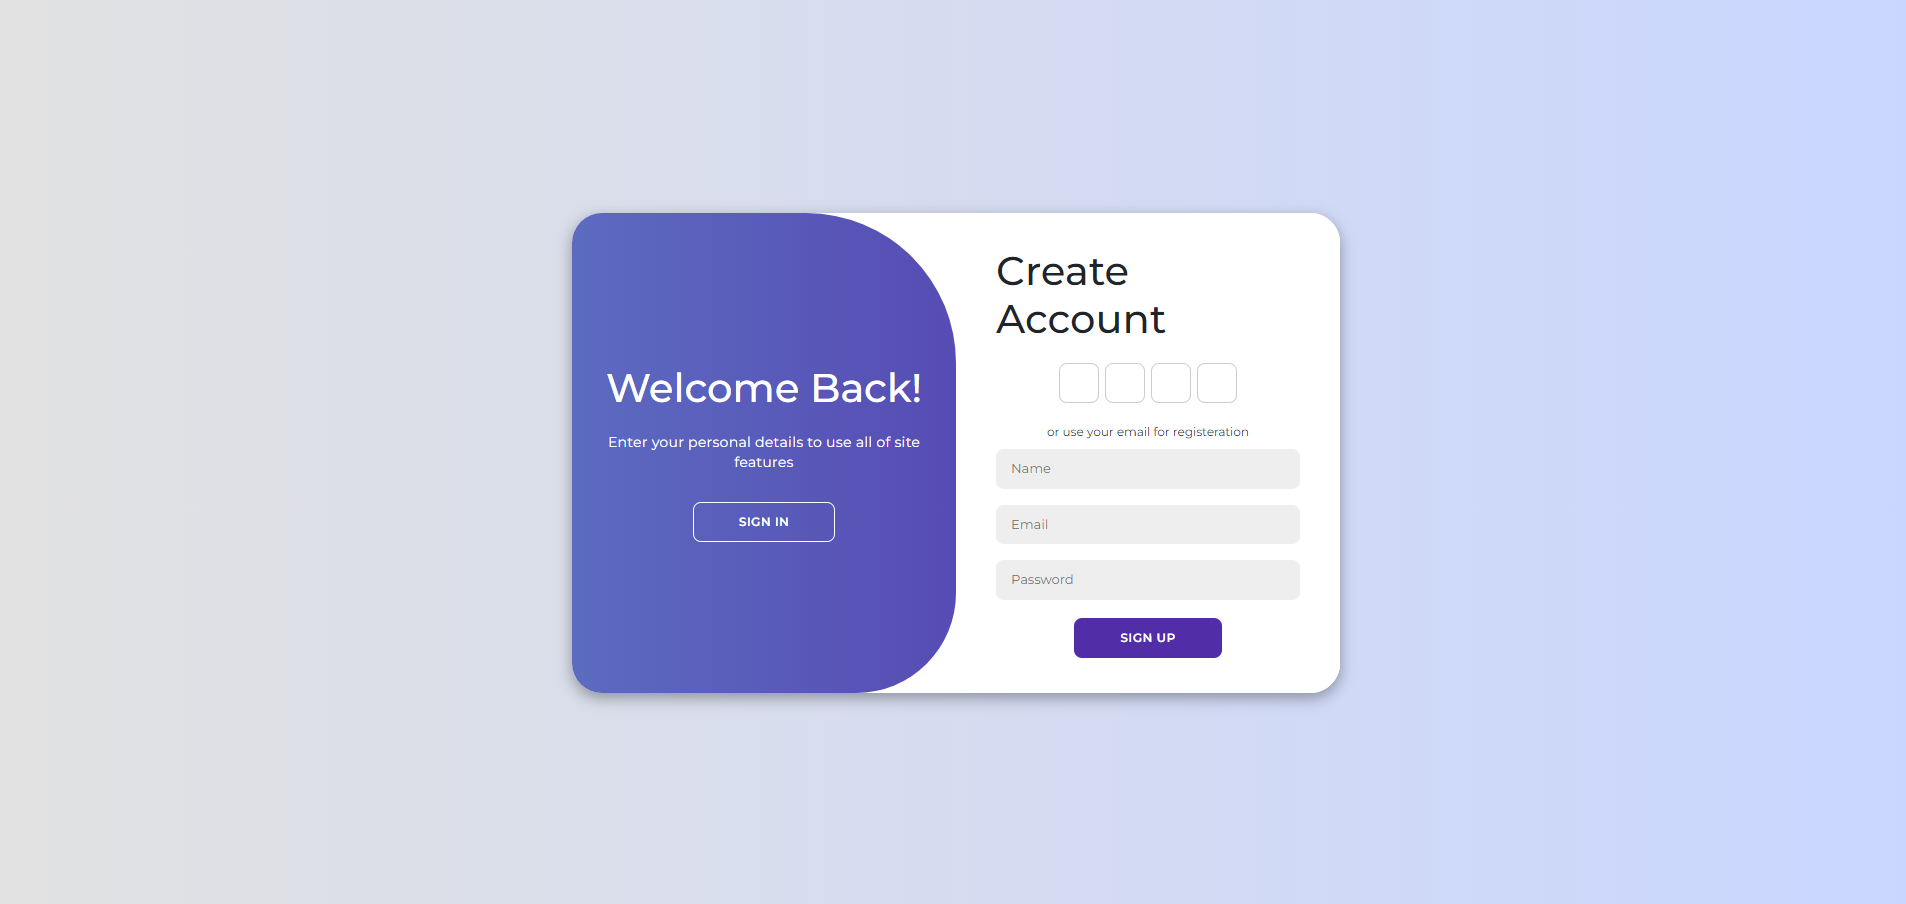 Welcome Back!
Enter your personal details to use all of site
features
SIGN IN
Create
Account
or use your email for registeration
Name
Email
Password
SIGN UP